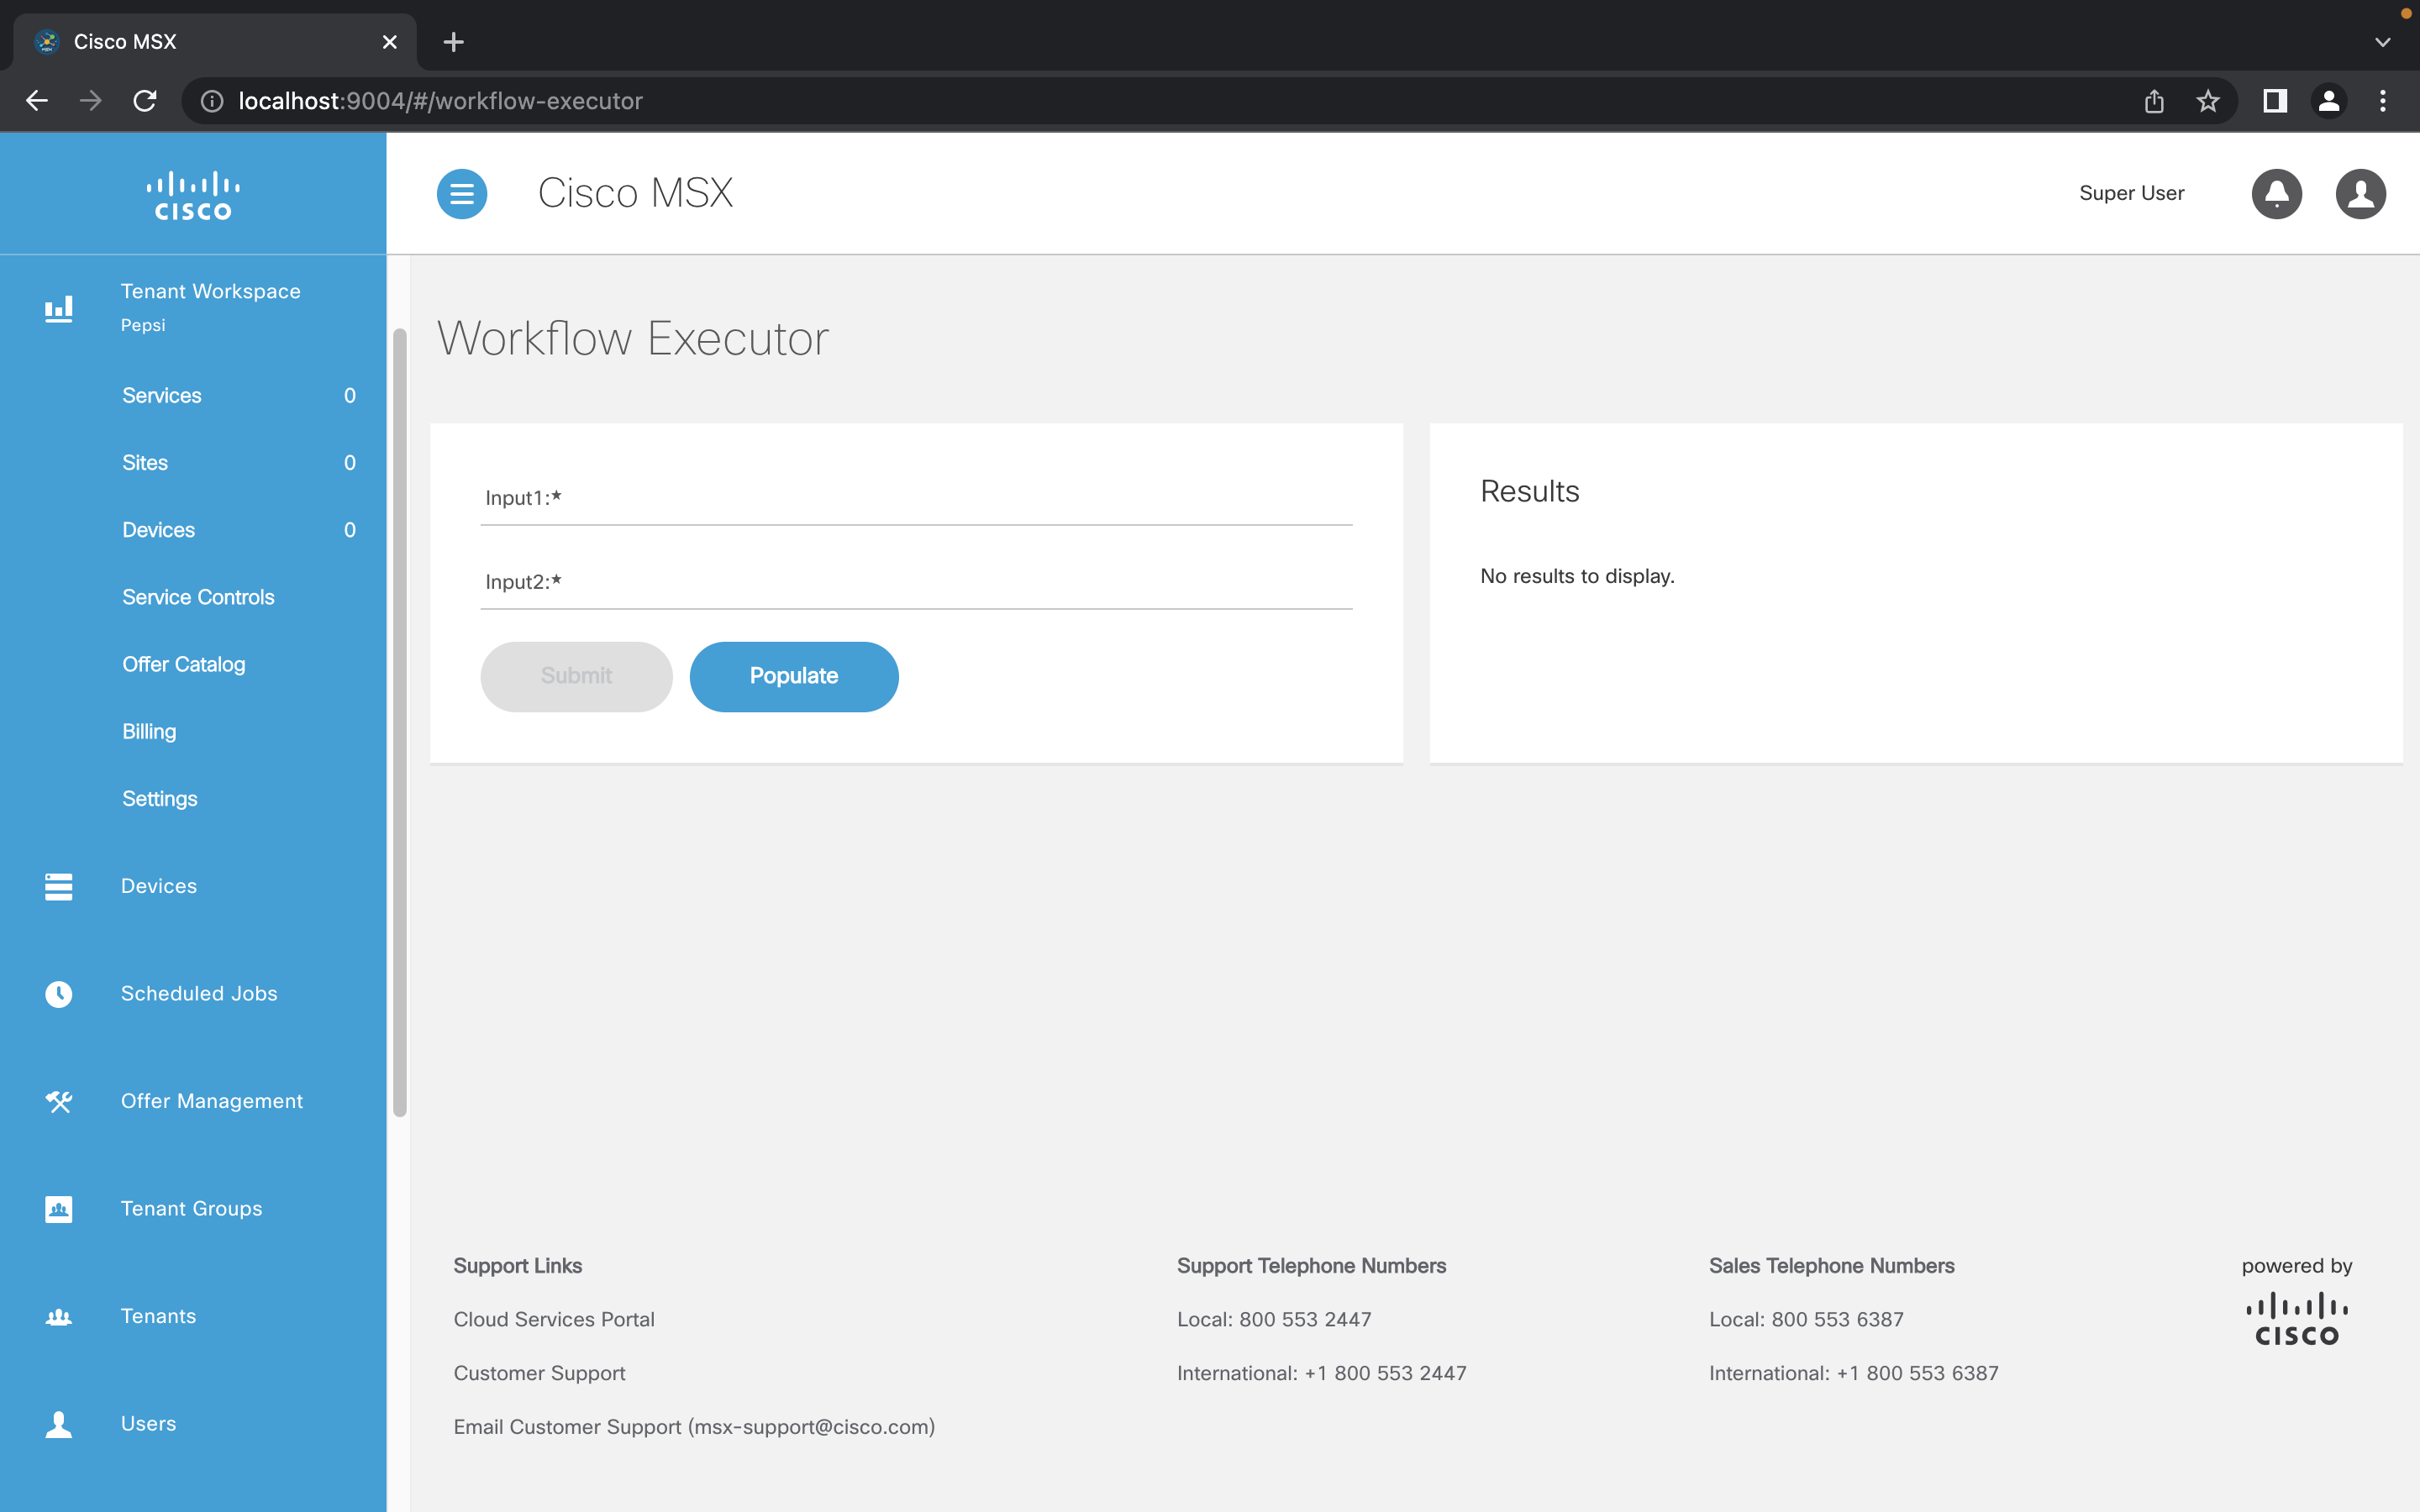 Cisco MSX
localhost:9004/#/workflow-executor
CISCO
Cisco MSX
Super User
Tenant Workspace
Pepsi
Services 0
Sites 0
Devices 0
Service Controls
Offer Catalog
Billing
Settings
Devices
Scheduled Jobs
Offer Management
Tenant Groups
Tenants
Users
Workflow Executor
Input1:*
Input2:*
Submit
Populate
Results
No results to display.
Support Links
Cloud Services Portal
Customer Support
Email Customer Support (msx-support@cisco.com)
Support Telephone Numbers
Local: 800 553 2447
International: +1 800 553 2447
Sales Telephone Numbers
Local: 800 553 6387
International: +1 800 553 6387
powered by
CISCO